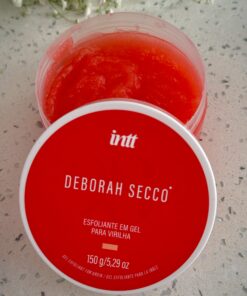 intt
DEBORAH SECCO*
ESFOLIANTE EM GEL
PARA VIRILHA
150 g/5,29 oz